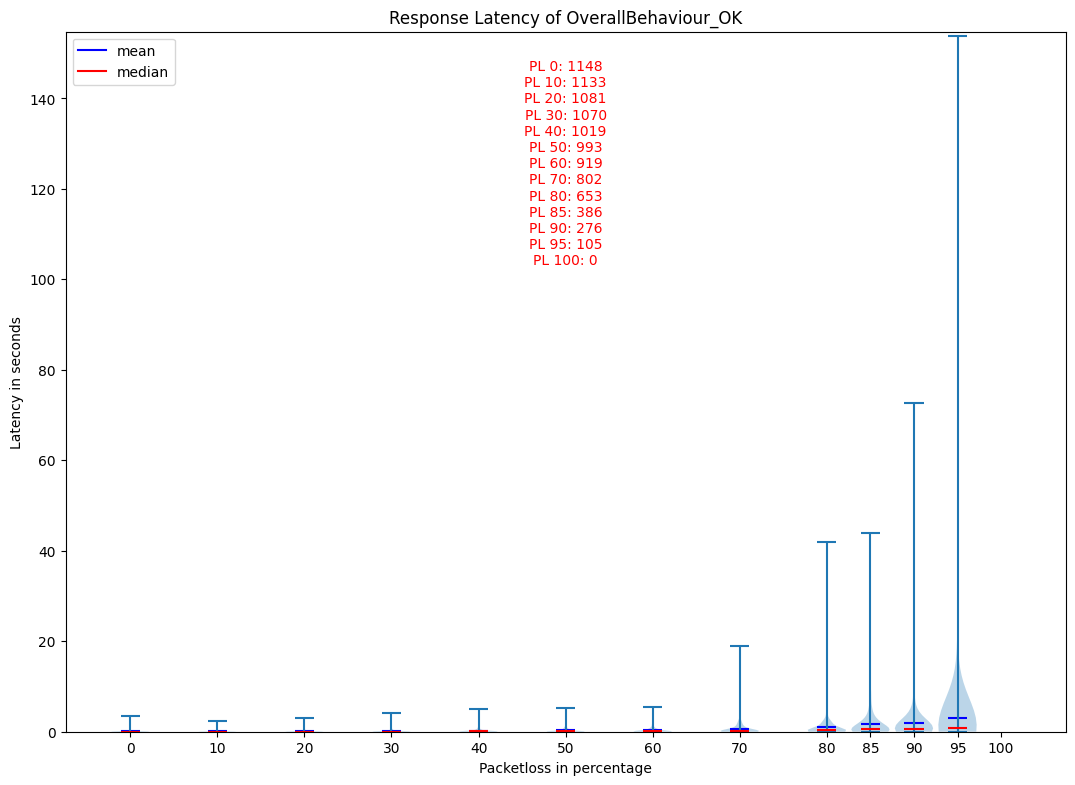 Response Latency of OverallBehaviour_OK
mean
median
PL 0: 1148
PL 10: 1133
PL 20: 1081
PL 30: 1070
PL 40: 1019
PL 50: 993
PL 60: 919
PL 70: 802
PL 80: 653
PL 85: 386
PL 90: 276
PL 95: 105
PL 100: 0
Latency in seconds
140
120
100
80
60
40
20
0
0 10 20 30 40 50 60 70 80 85 90 95 100
Packetloss in percentage